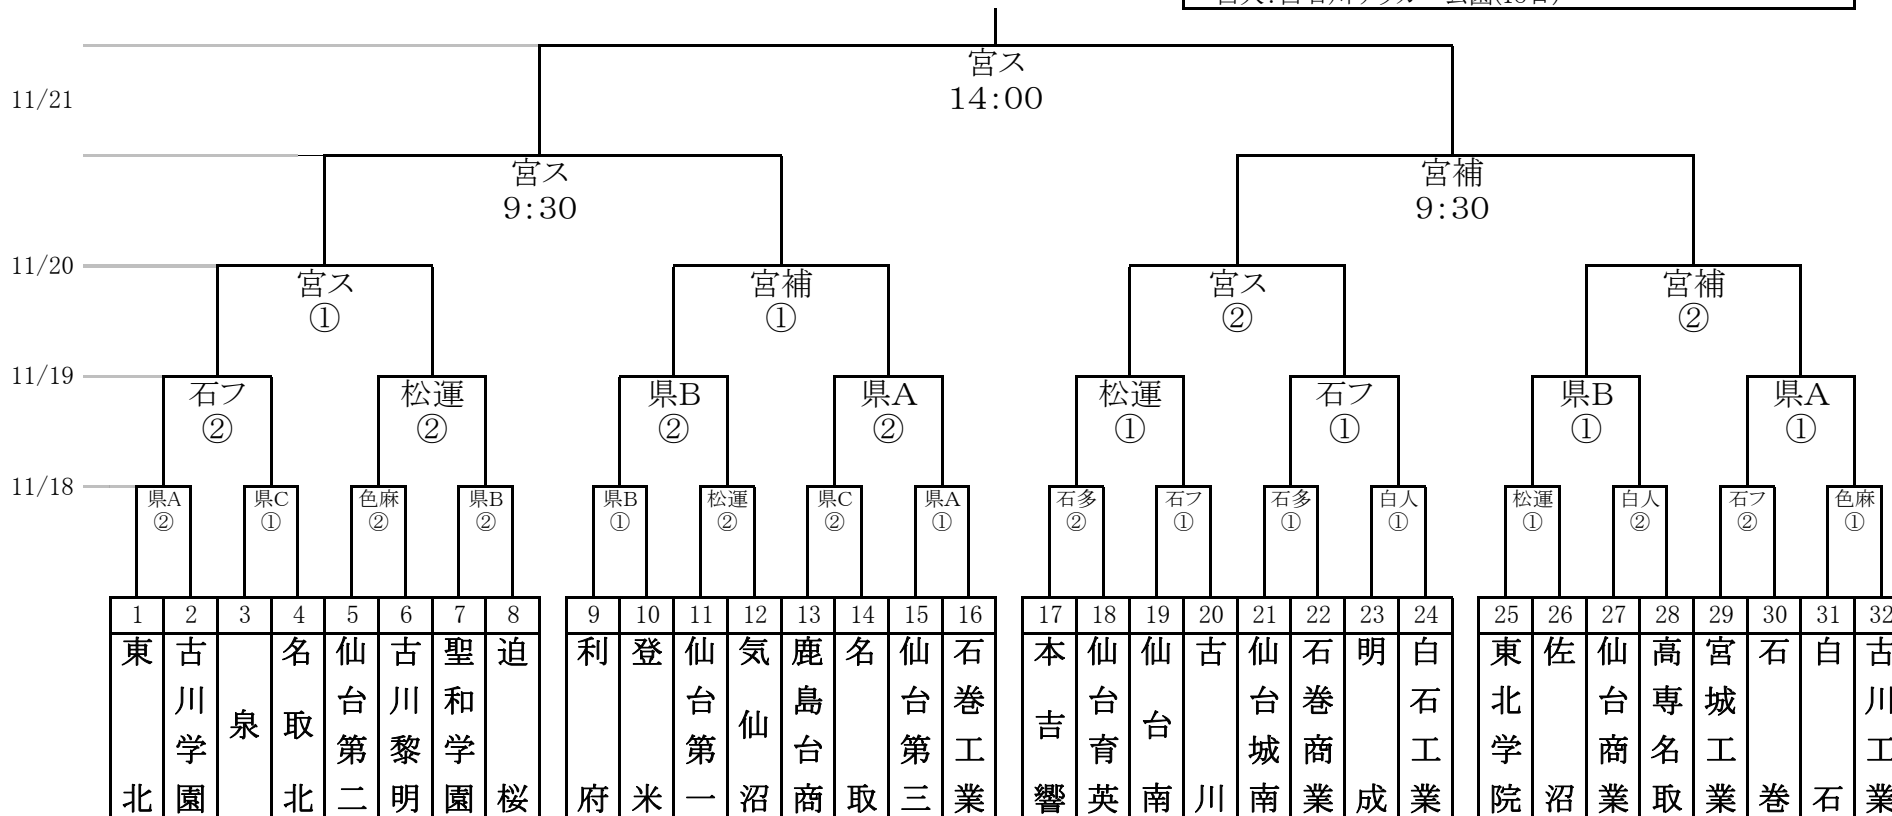 宮ス
14:00
11/21
宮ス
9:30
宮補
9:30
11/20
宮ス
①
宮補
①
宮ス
②
宮補
②
11/19
石フ
②
松運
②
県B
②
県A
②
松運
①
石フ
①
県B
①
県A
①
11/18
県A
②
県C
①
色麻
②
県B
②
県B
①
松運
②
県C
②
県A
①
石多
②
石フ
①
石多
①
白人
①
松運
①
白人
②
石フ
②
色麻
①
1 2 3 4 5 6 7 8 9 10 11 12 13 14 15 16 17 18 19 20 21 22 23 24 25 26 27 28 29 30 31 32
東北
古川学園
泉
名取北
仙台第二
古川黎明
聖和学園
迫桜
利府
登米
仙台第一
気仙沼
鹿島台商
名取
仙台第三
石巻工業
本吉響
仙台育英
仙台南
古川
仙台城南
石巻商業
明成
白石工業
東北学院
佐沼
仙台商業
高専名取
宮城工業
石巻
白石
古川工業